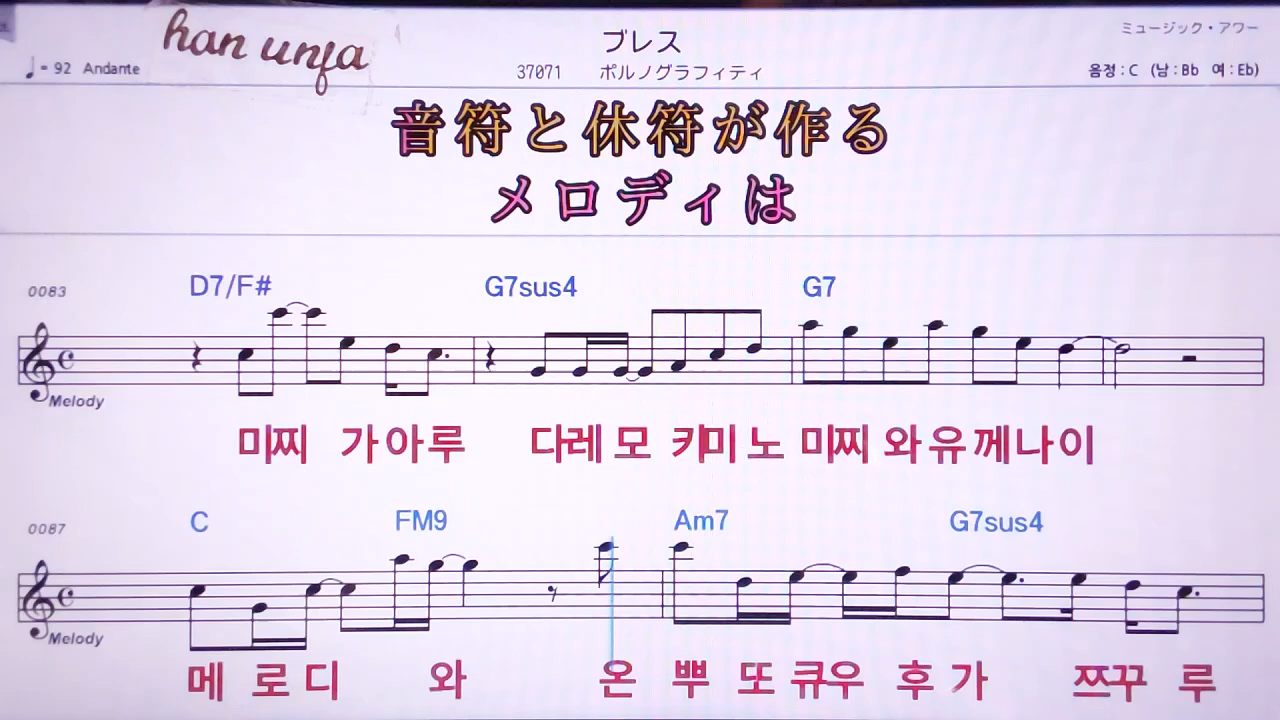 han unfa
ブレス
ミュージック・アワー
♩= 92 Andante
37071 ポルノグラフィティ
음정 : C (남 : Bb 여 : Eb)
音符と休符が作る
メロディは
0083 D7/F# G7sus4 G7
Melody
미찌 가아루 다레 모 키미 노 미찌 와유께나이
0087 C FM9 Am7 G7sus4
Melody
메 로 디 와 온 뿌 또 큐우 후 가 쯔꾸 루